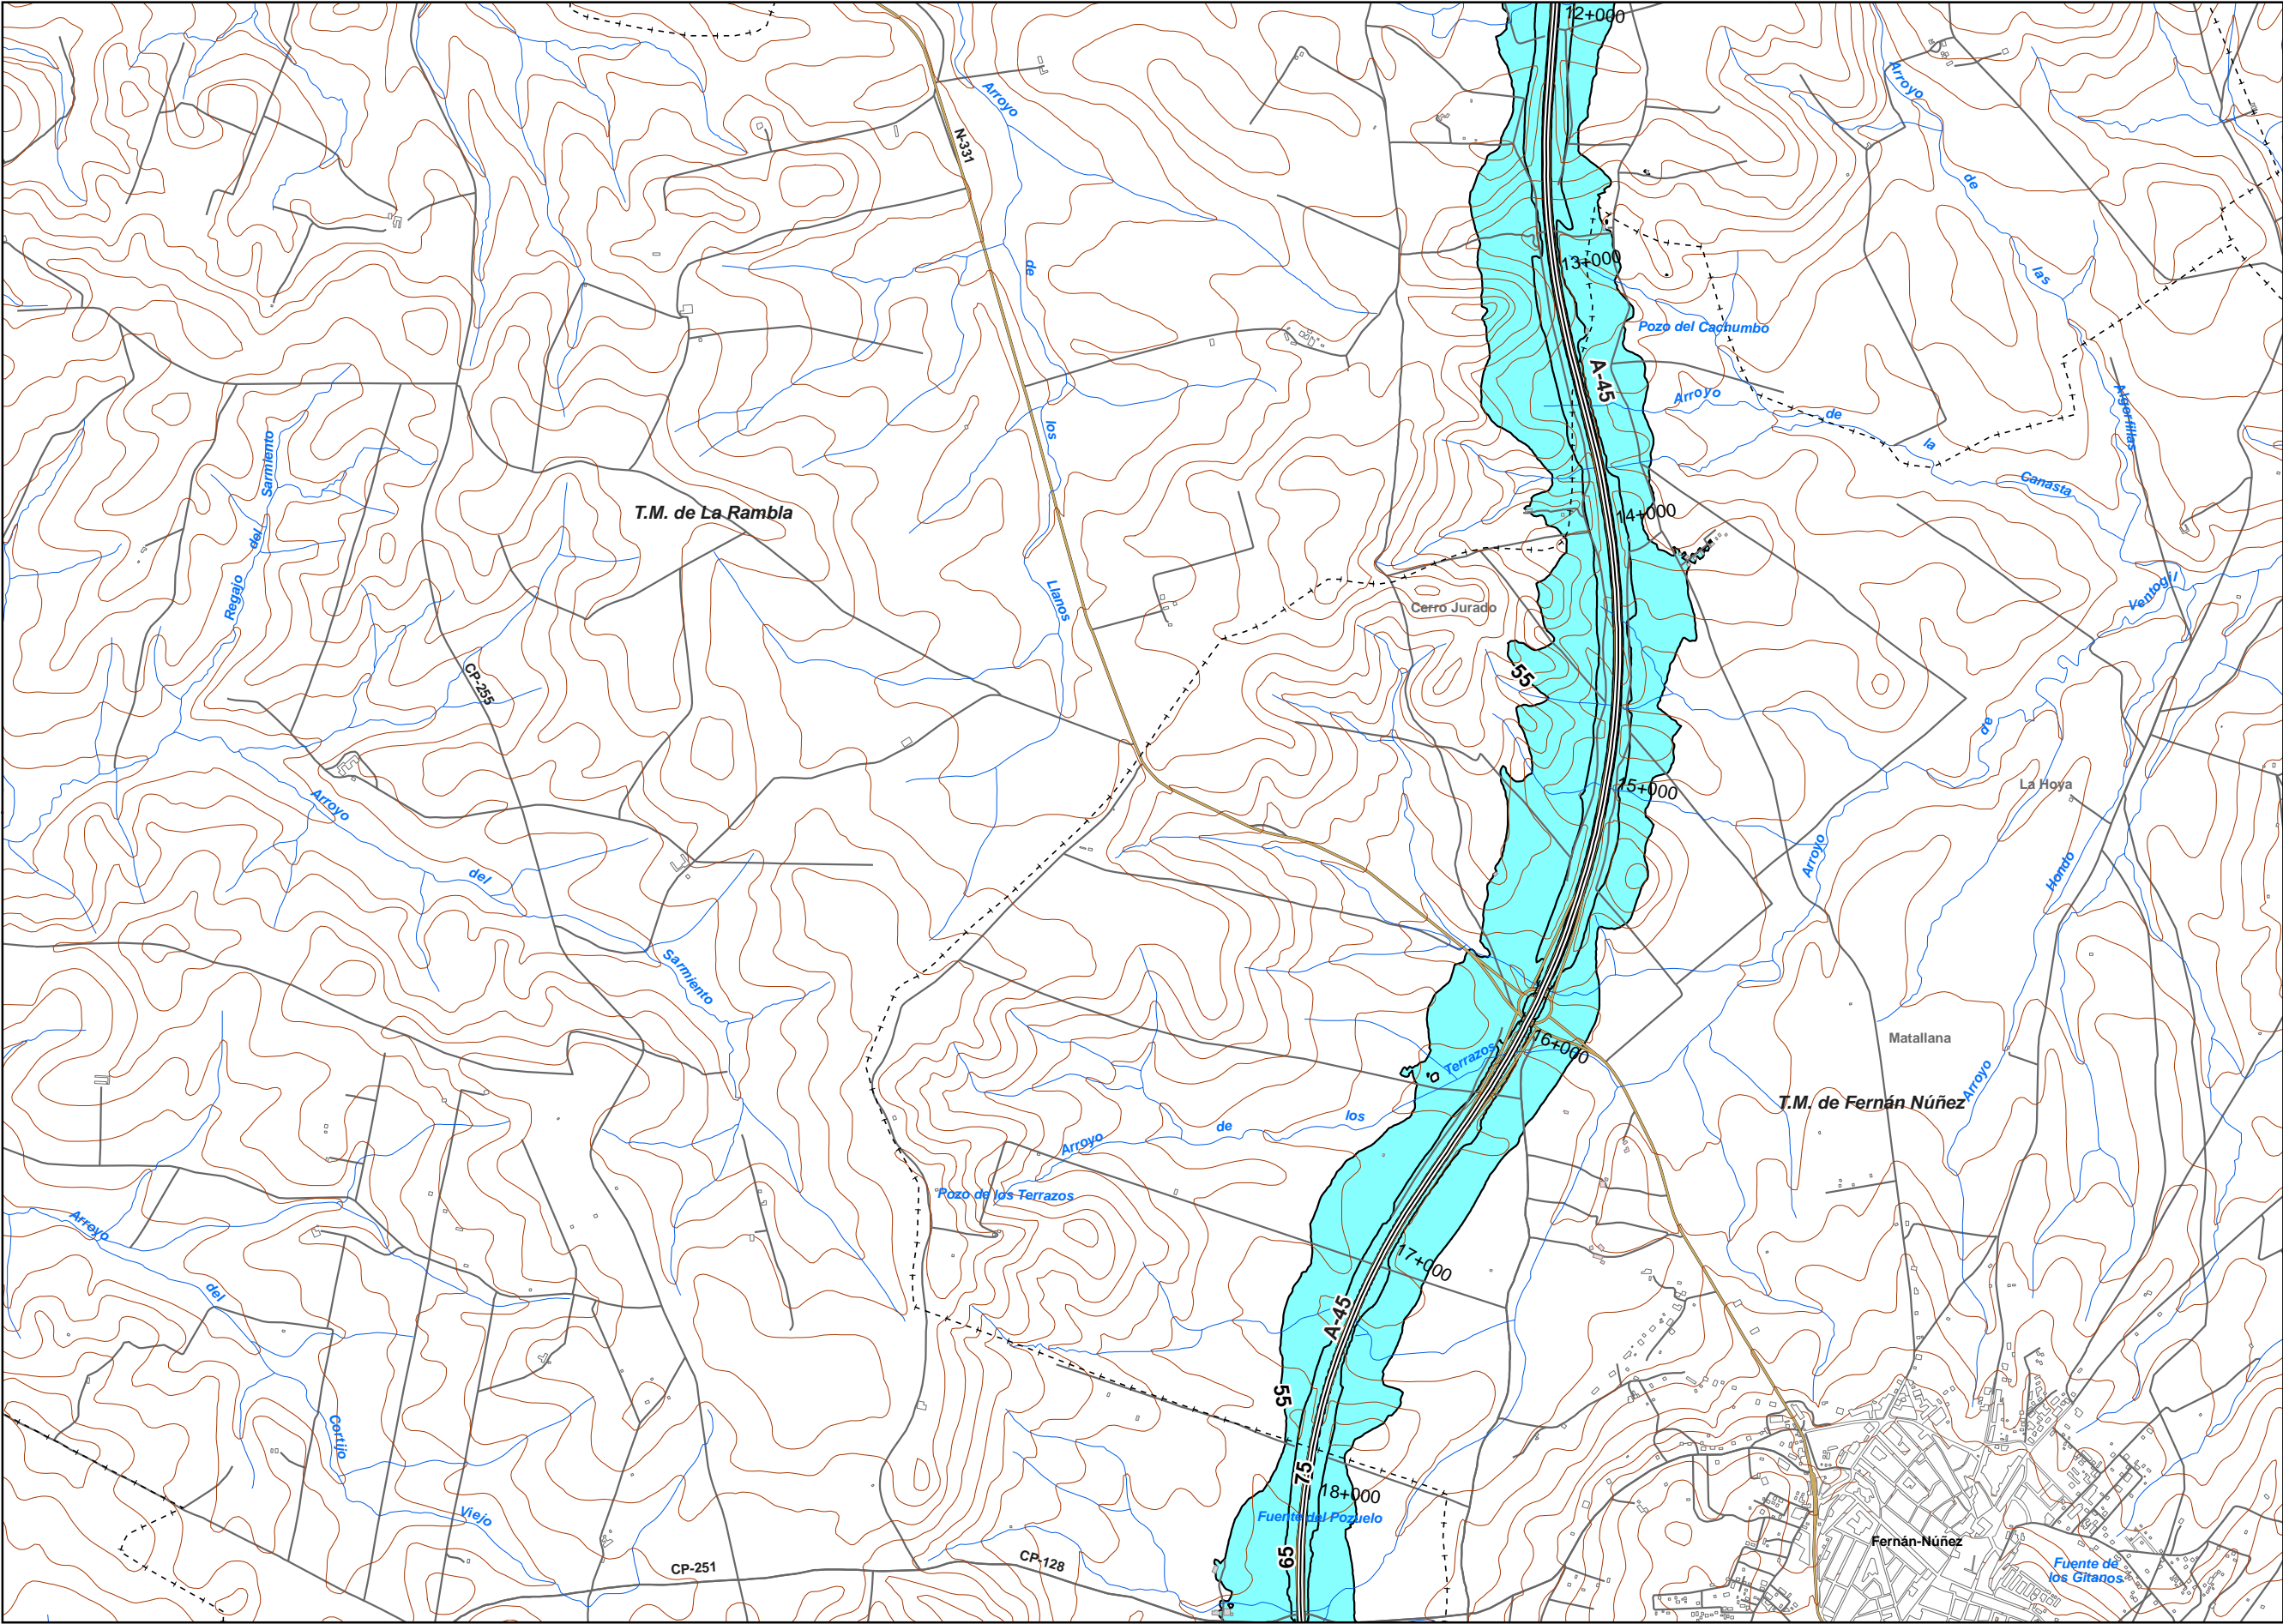 12+000
Arroyo
Arroyo
N-331
de
de
13+000
las
Pozo del Cachumbo
A-45
Arroyo
de
Algorfillas
los
la
Sarmiento
Canasta
T.M. de La Rambla
14+000
del
Regajo
Llanos
Cerro Jurado
Ventogil
55
CP-255
de
15+000
La Hoya
Arroyo
Arroyo
Hondo
del
Sarmiento
16+000
Matallana
Terrazos
Arroyo
T.M. de Fernán Núñez
los
de
Arroyo
Pozo de los Terrazos
Arroyo
17+000
del
A-45
55
Cortijo
75
18+000
Viejo
Fuente del Pozuelo
Fernán-Núñez
65
CP-128
CP-251
Fuente de
los Gitanos